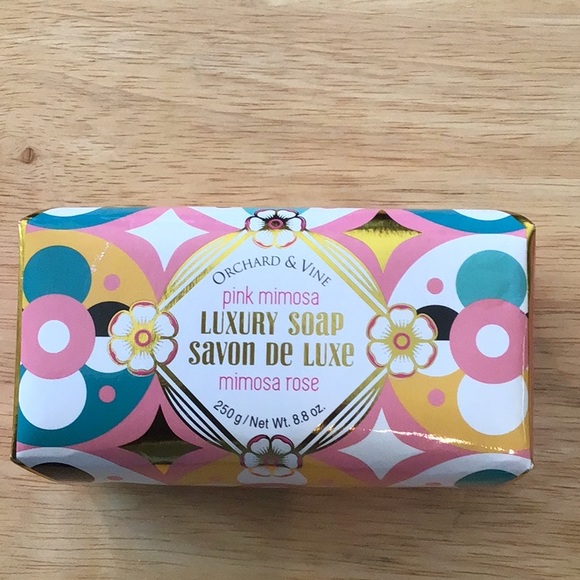 ORCHARD & VINE
pink mimosa
LUXURY SOAP
SAVON DE LUXE
mimosa rose
250 g / Net Wt. 8.8 oz.